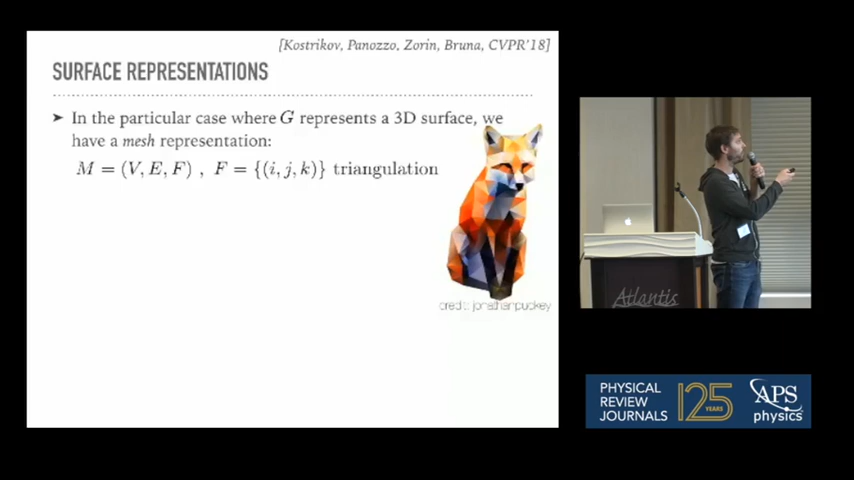 [Kostrikov, Panozzo, Zorin, Bruna, CVPR'18]
SURFACE REPRESENTATIONS
➤ In the particular case where G represents a 3D surface, we
have a mesh representation:
M = (V, E, F) , F = {(i, j, k)} triangulation
credit: jonathanpuckey
Atlantis
PHYSICAL
REVIEW
JOURNALS
125
YEARS
APS
physics